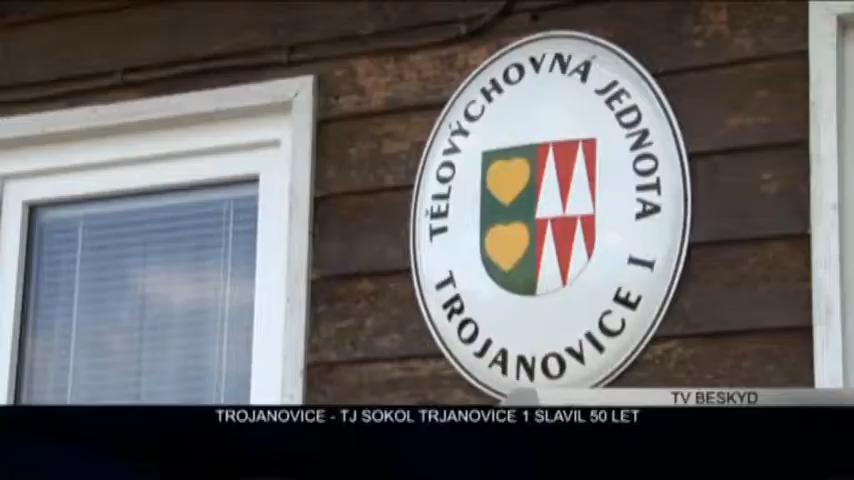 TĚLOVÝCHOVNÁ JEDNOTA
TROJANOVICE I
TV BESKYD
TROJANOVICE - TJ SOKOL TRJANOVICE 1 SLAVIL 50 LET